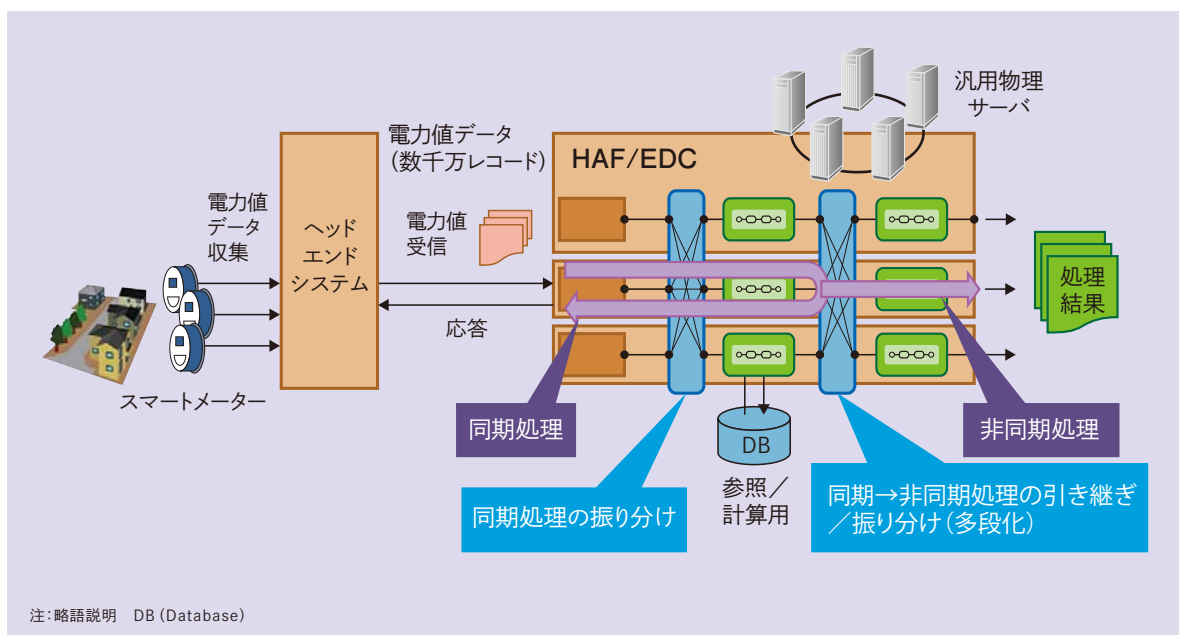 汎用物理
サーバ
電力値データ
(数千万レコード)
HAF/EDC
電力値
データ
収集
ヘッド
エンド
システム
電力値
受信
処理
結果
応答
スマートメーター
同期処理
非同期処理
DB
同期処理の振り分け
参照/
計算用
同期→非同期処理の引き継ぎ
/振り分け(多段化)
注:略語説明 DB(Database)